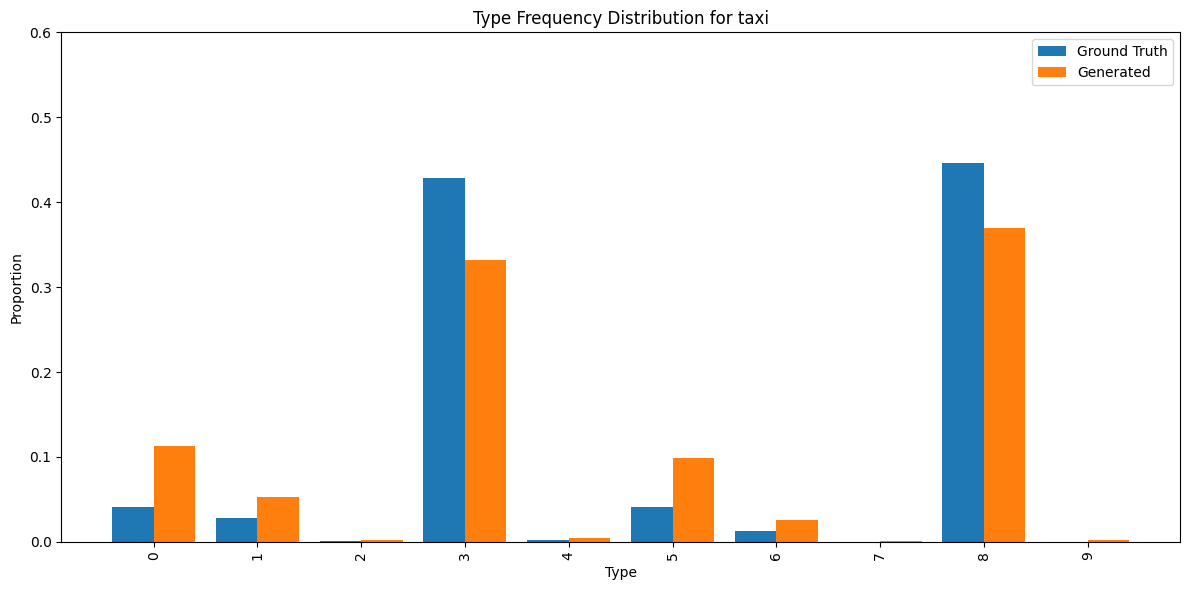 Type Frequency Distribution for taxi
Ground Truth
Generated
0.6
0.5
0.4
0.3
0.2
0.1
0.0
Proportion
0 1 2 3 4 5 6 7 8 9
Type